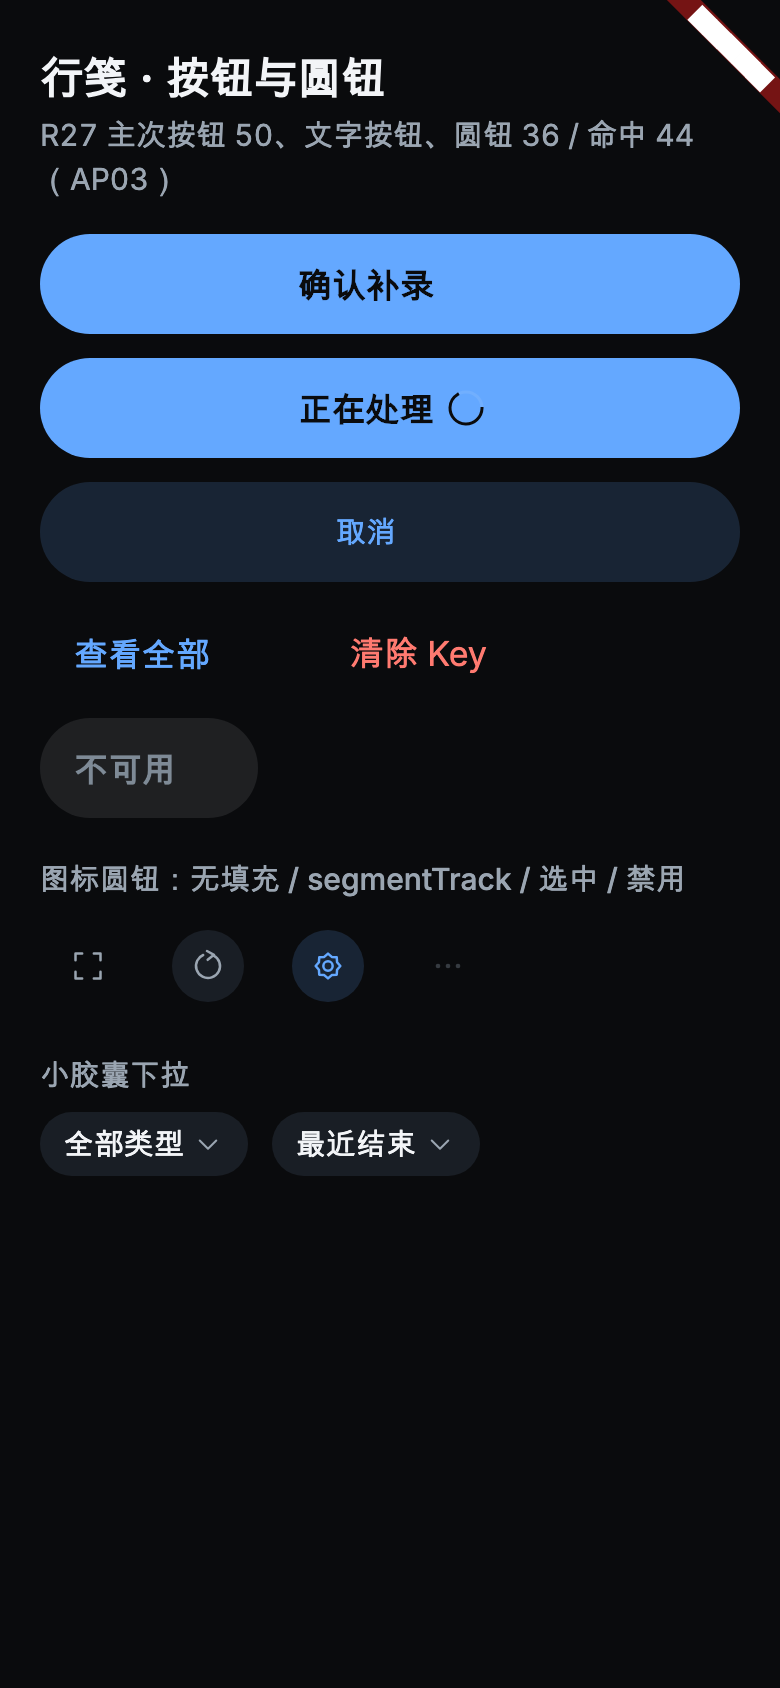 行笺 · 按钮与圆钮
R27 主次按钮 50、文字按钮、圆钮 36 / 命中 44
（AP03）
确认补录
正在处理
取消
查看全部 清除 Key
不可用
图标圆钮：无填充 / segmentTrack / 选中 / 禁用
小胶囊下拉
全部类型 最近结束